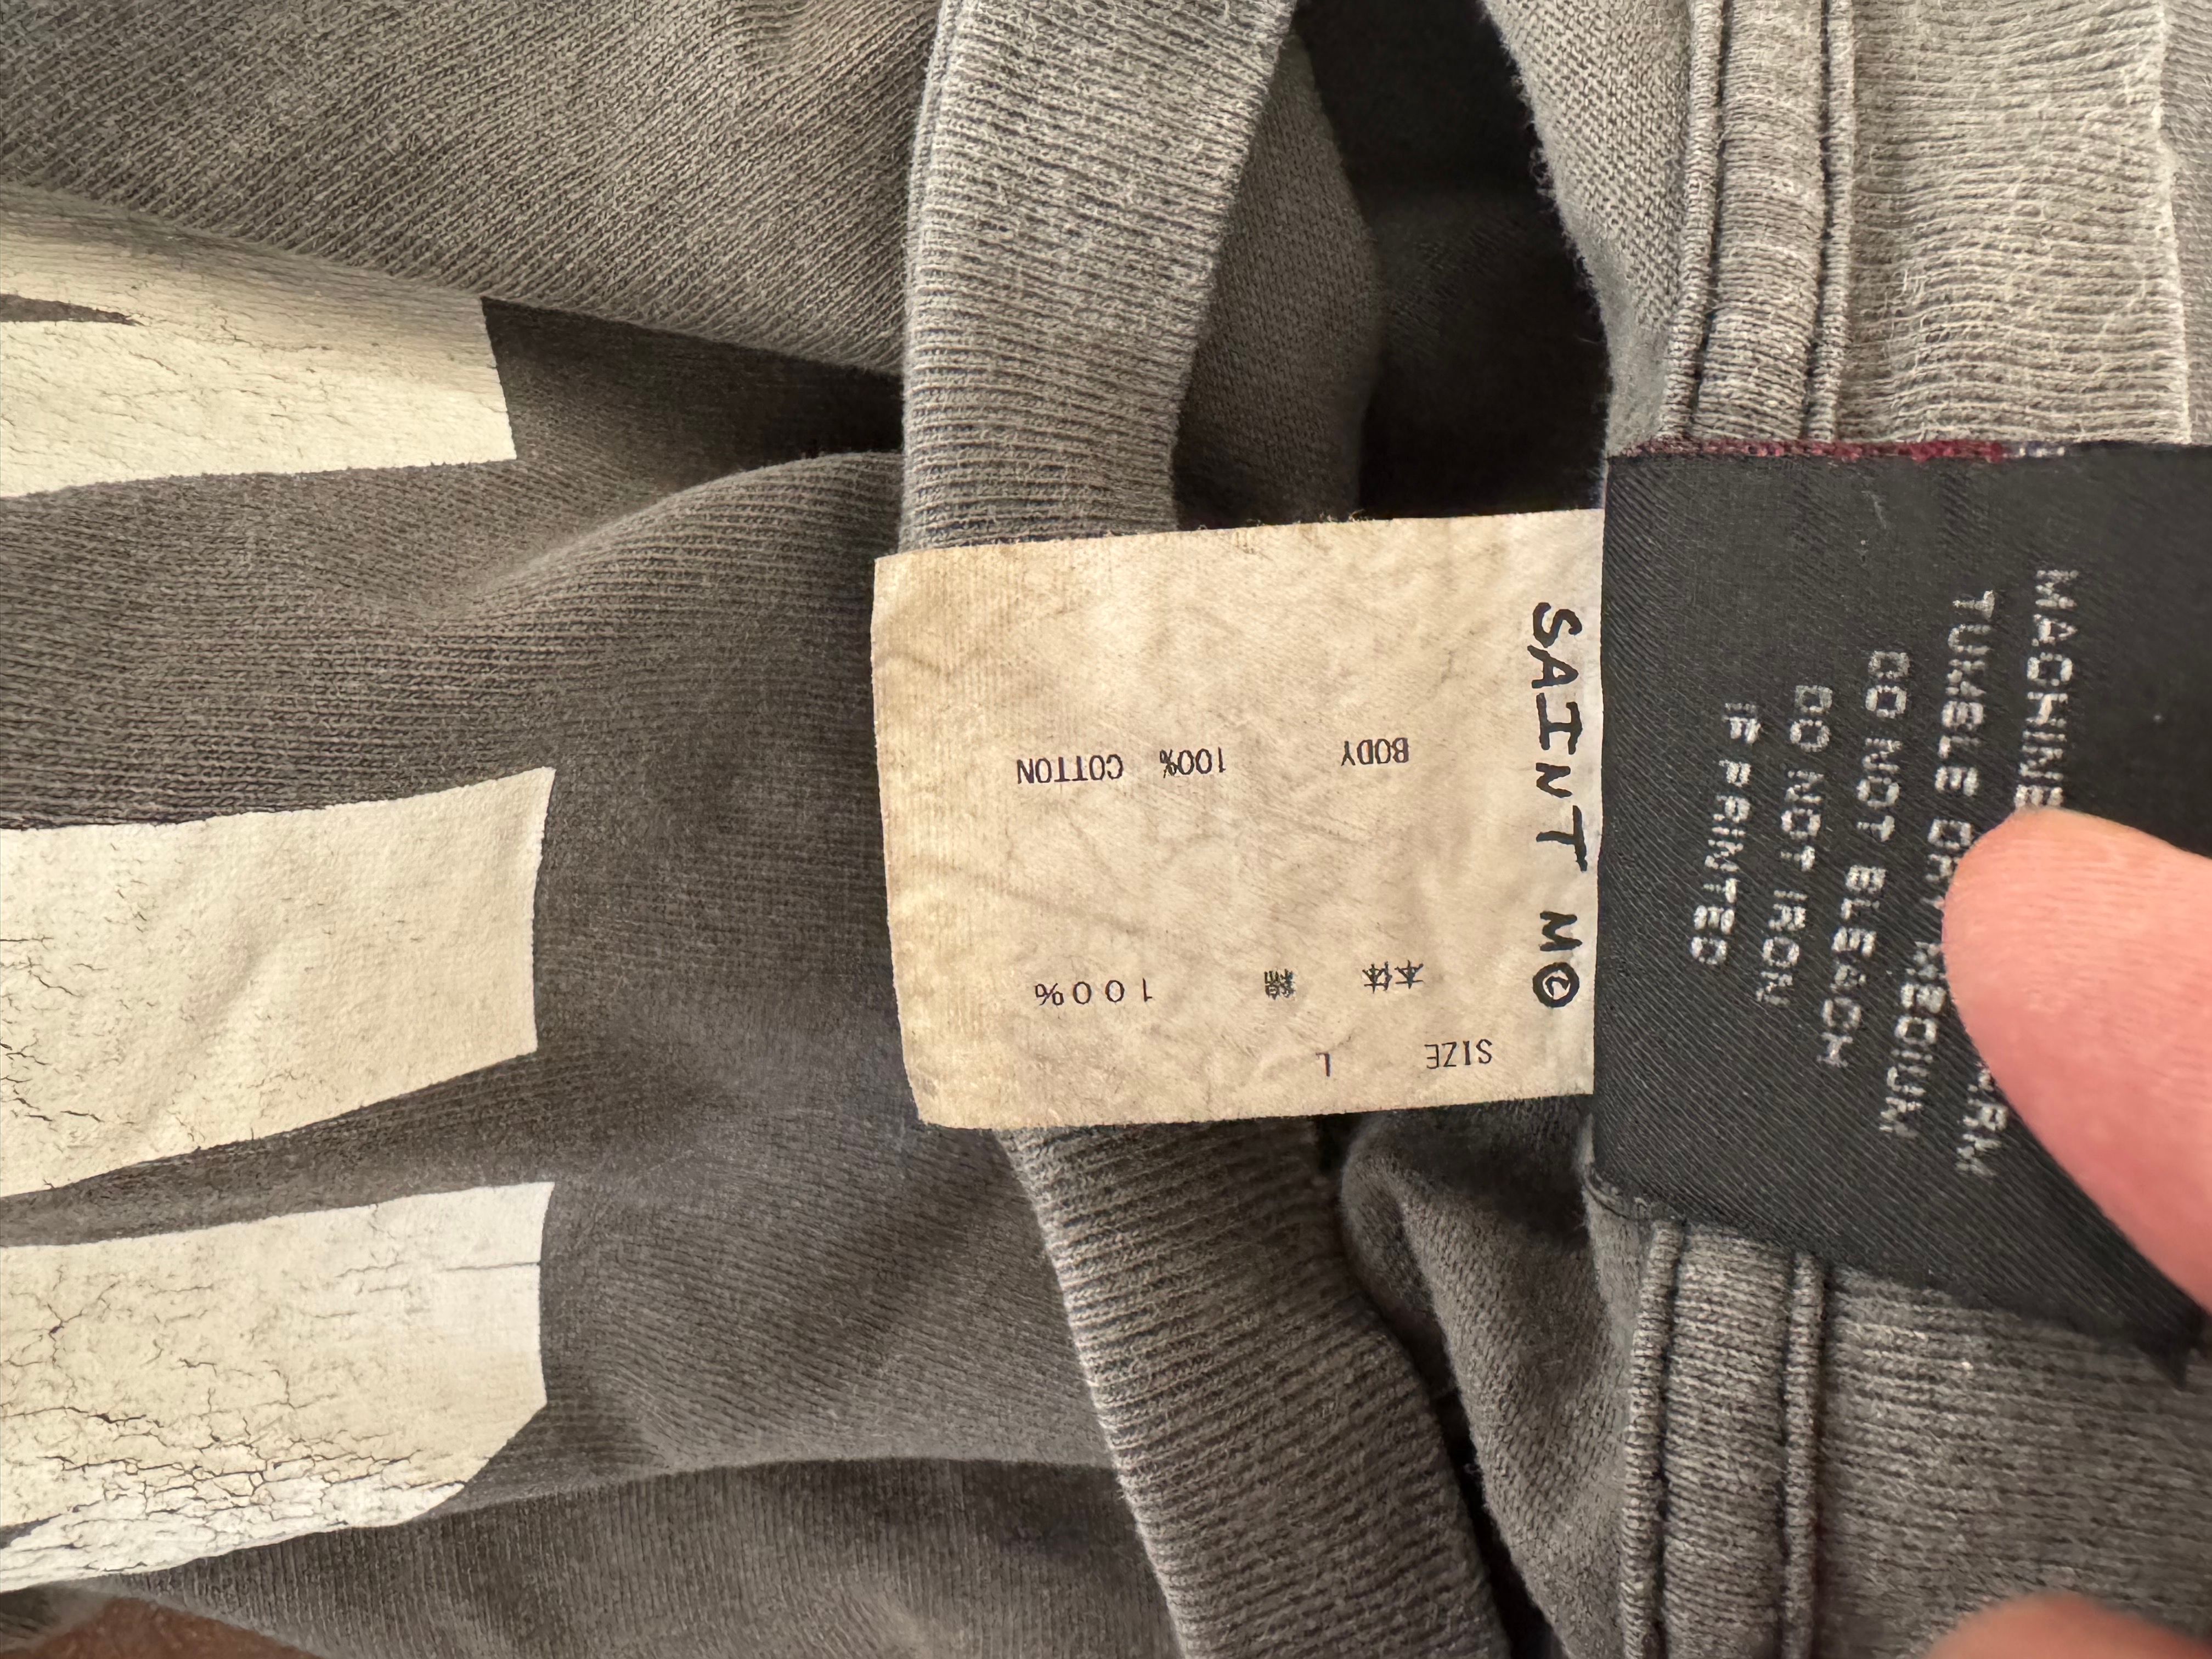 SAINT M©
SIZE L
本体 綿 100%
BODY 100% COTTON
MACHINE
TUMBLE DRY MEDIUM
DO NOT BLEACH
DO NOT IRON
IF PRINTED